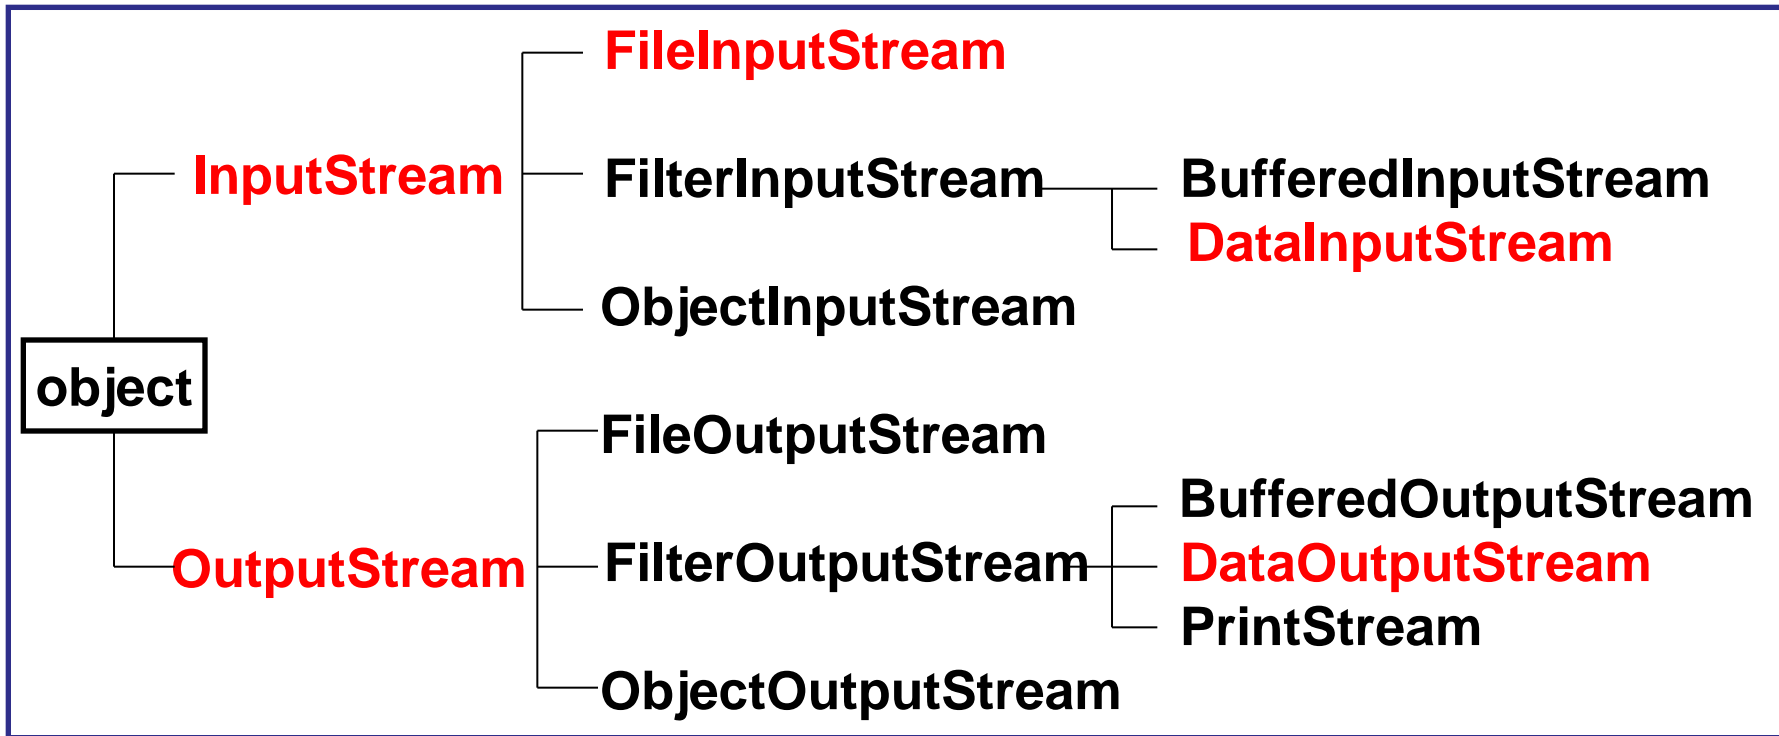 FileInputStream
InputStream
FilterInputStream
BufferedInputStream
DataInputStream
ObjectInputStream
object
FileOutputStream
BufferedOutputStream
OutputStream
FilterOutputStream
DataOutputStream
PrintStream
ObjectOutputStream